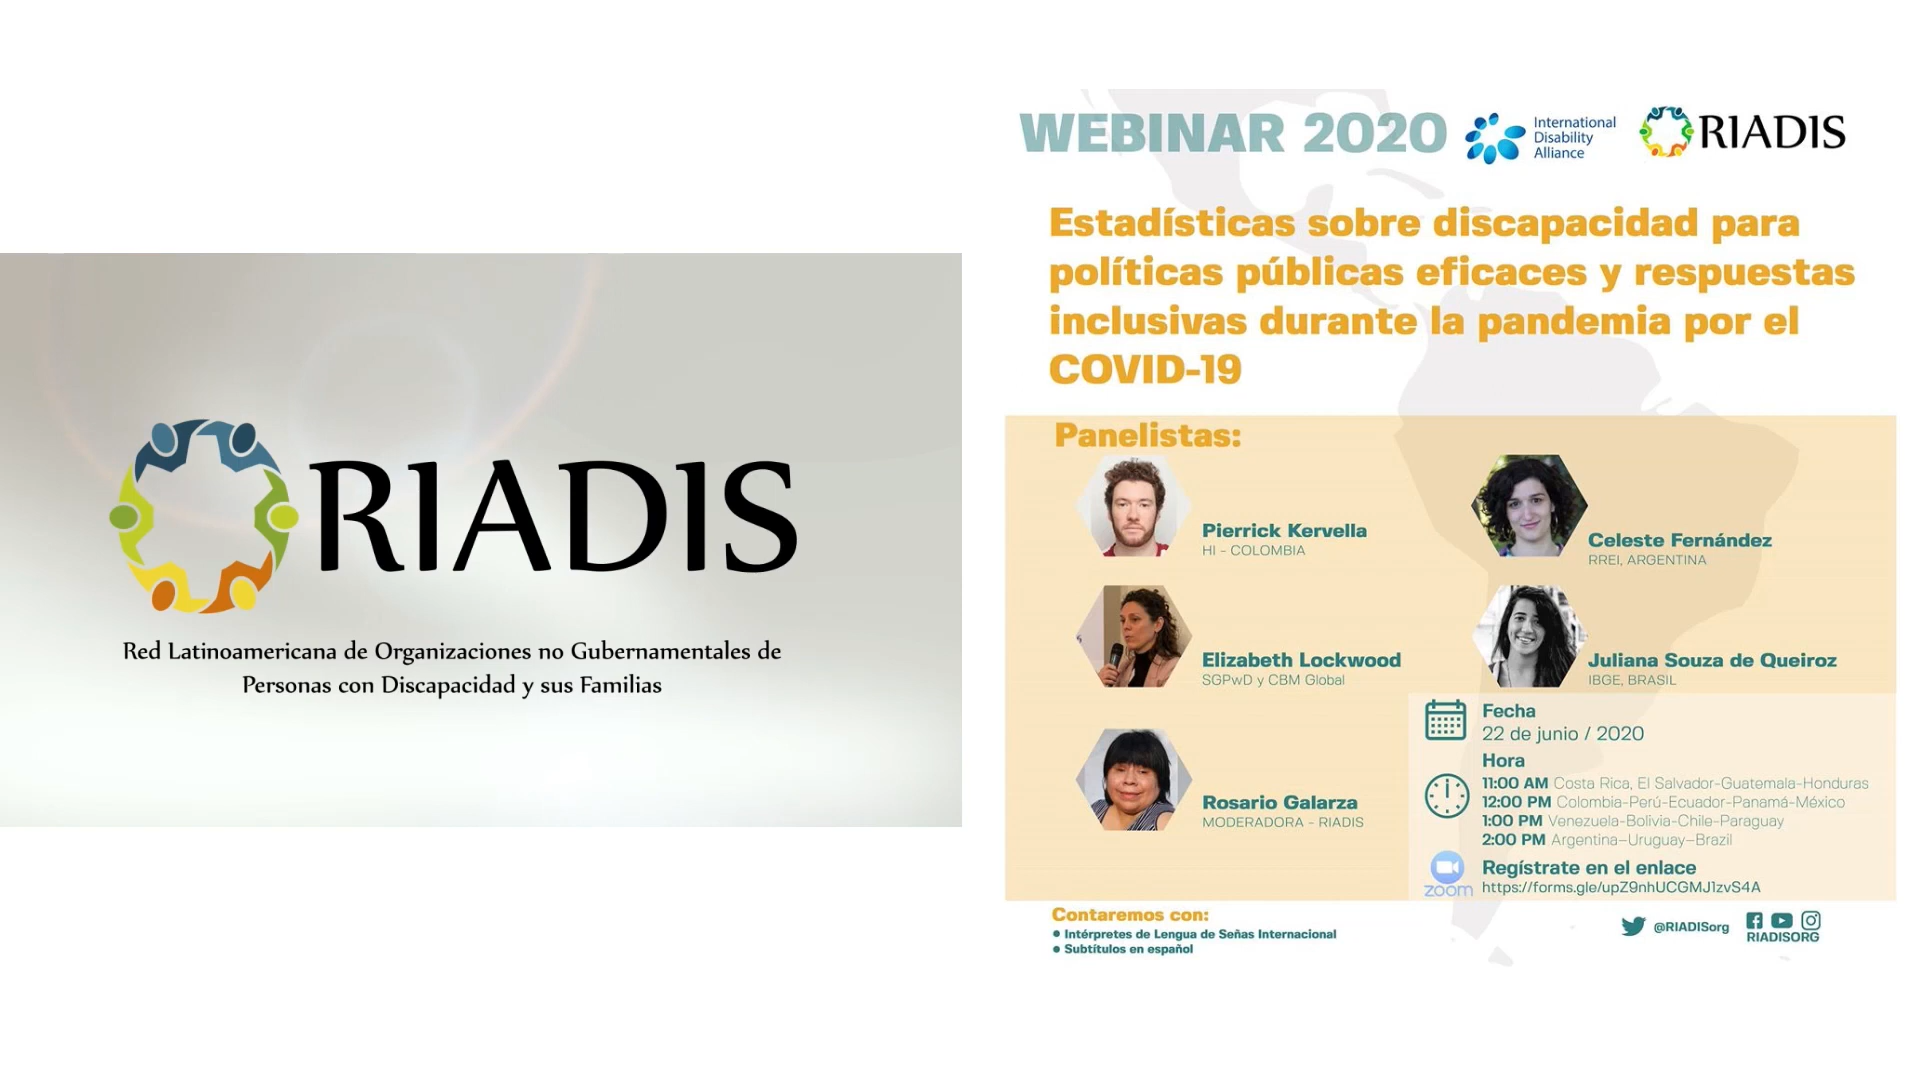 RIADIS
Red Latinoamericana de Organizaciones no Gubernamentales de
Personas con Discapacidad y sus Familias
WEBINAR 2020
International
Disability
Alliance
RIADIS
Estadísticas sobre discapacidad para
políticas públicas eficaces y respuestas
inclusivas durante la pandemia por el
COVID-19
Panelistas:
Pierrick Kervella
HI - COLOMBIA
Celeste Fernández
RREI, ARGENTINA
Elizabeth Lockwood
SGPwD y CBM Global
Juliana Souza de Queiroz
IBGE, BRASIL
Rosario Galarza
MODERADORA - RIADIS
Fecha
22 de junio / 2020
Hora
11:00 AM Costa Rica, El Salvador-Guatemala-Honduras
12:00 PM Colombia-Perú-Ecuador-Panamá-México
1:00 PM Venezuela-Bolivia-Chile-Paraguay
2:00 PM Argentina-Uruguay-Brazil
zoom
Regístrate en el enlace
https://forms.gle/upZ9nhUCGMJ1zvS4A
Contaremos con:
• Intérpretes de Lengua de Señas Internacional
• Subtítulos en español
@RIADISorg
RIADISORG